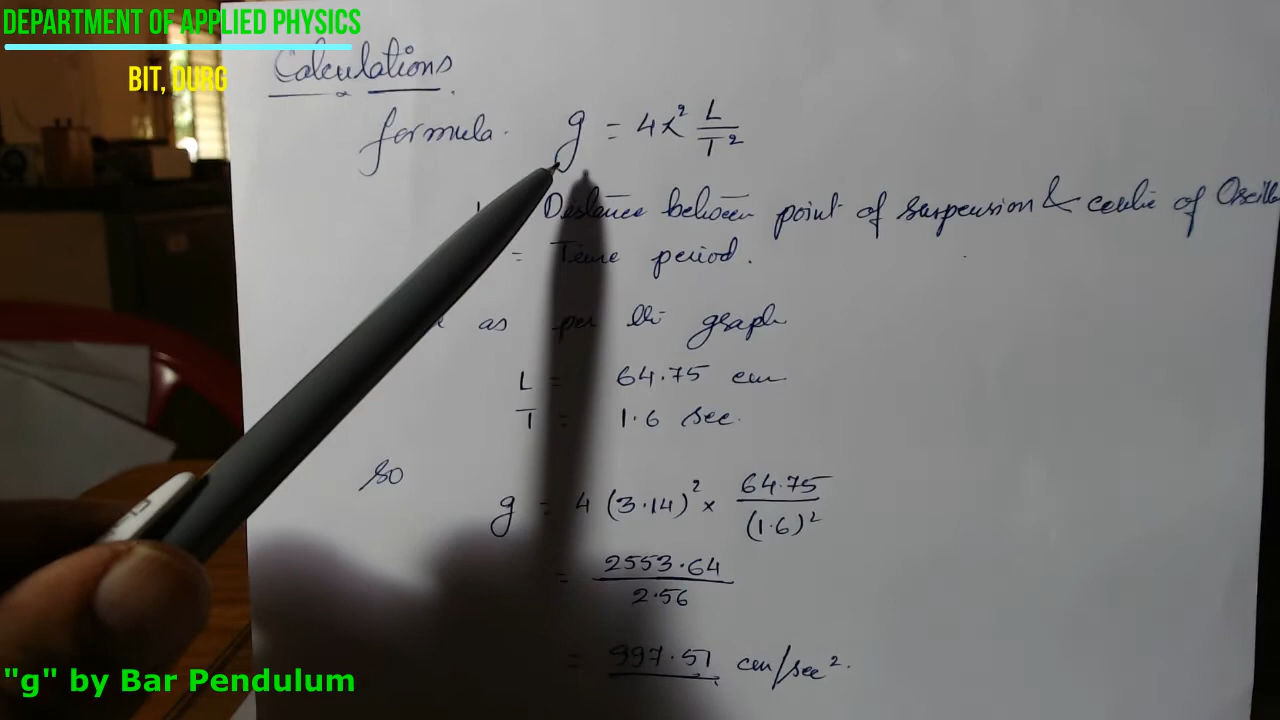 DEPARTMENT OF APPLIED PHYSICS
BIT, DURG
Calculations
formula. g = 4π² L / T²
Distance between point of suspension & centre of Oscilla
= Time period.
as per the graph
L = 64.75 cm
T = 1.6 sec.
so
g = 4 (3.14)² × 64.75 / (1.6)²
= 2553.64 / 2.56
= 997.51 cm/sec².
"g" by Bar Pendulum